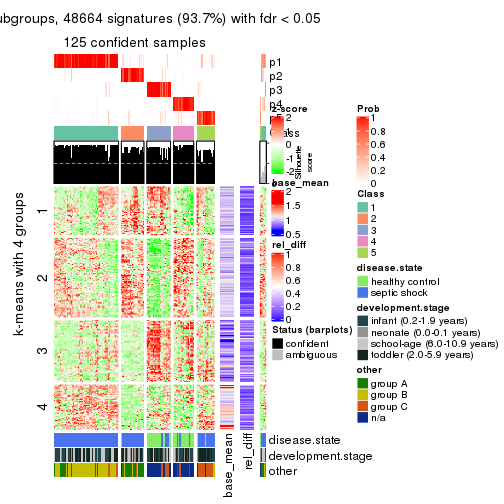 ubgroups, 48664 signatures (93.7%) with fdr < 0.05
125 confident samples
p1
p2
p3
p4
Class
k-means with 4 groups
1
2
3
4
z-score
2
1
0
-1
-2
Silhouette
score
base_mean
2
1.5
1
0.5
rel_diff
1
0.8
0.6
0.4
0.2
0
Status (barplots)
confident
ambiguous
Prob
1
0.8
0.6
0.4
0.2
0
Class
1
2
3
4
5
disease.state
healthy control
septic shock
development.stage
infant (0.2-1.9 years)
neonate (0.0-0.1 years)
school-age (6.0-10.9 years)
toddler (2.0-5.9 years)
other
group A
group B
group C
n/a
disease.state
development.stage
other
base_mean
rel_diff